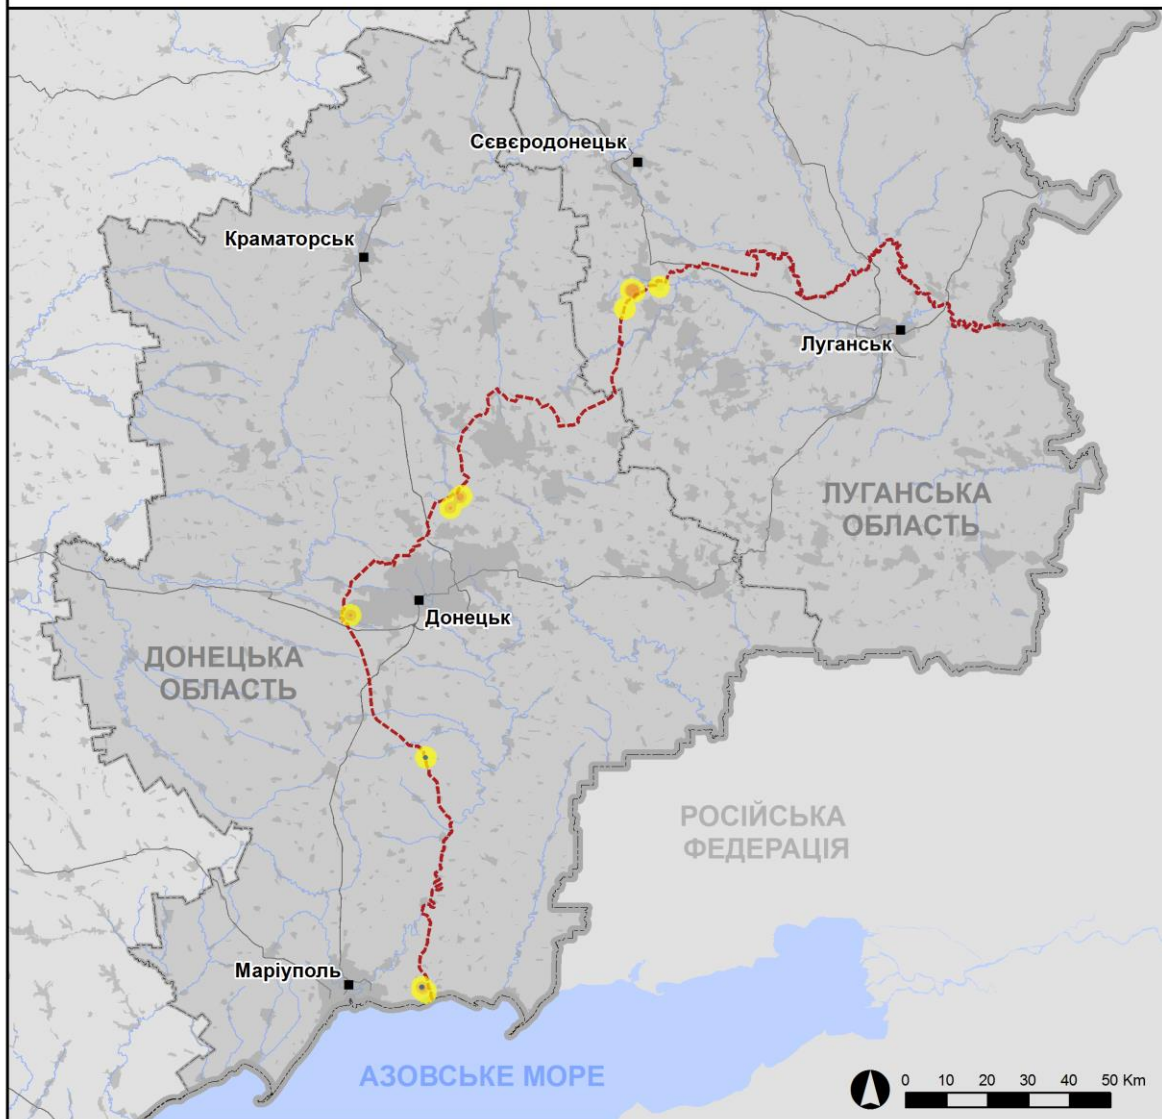 Сєвєродонецьк
Краматорськ
Луганськ
ЛУГАНСЬКА
ОБЛАСТЬ
Донецьк
ДОНЕЦЬКА
ОБЛАСТЬ
РОСІЙСЬКА
ФЕДЕРАЦІЯ
Маріуполь
АЗОВСЬКЕ МОРЕ
0 10 20 30 40 50 Km